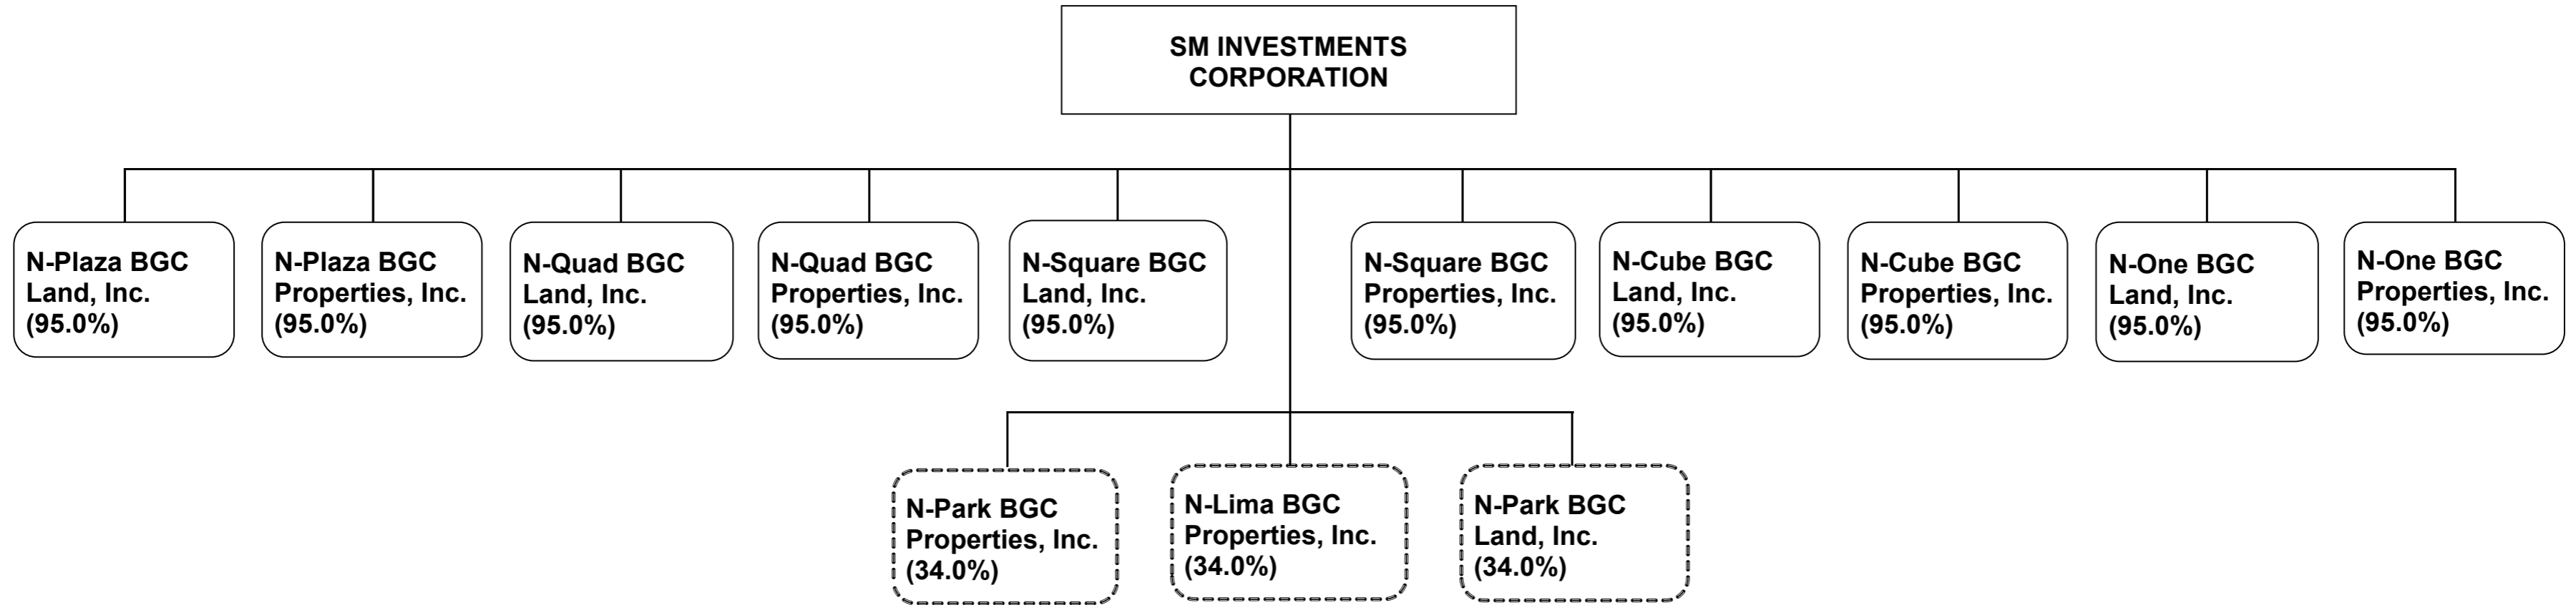 SM INVESTMENTS
CORPORATION
N-Plaza BGC
Land, Inc.
(95.0%)
N-Plaza BGC
Properties, Inc.
(95.0%)
N-Quad BGC
Land, Inc.
(95.0%)
N-Quad BGC
Properties, Inc.
(95.0%)
N-Square BGC
Land, Inc.
(95.0%)
N-Square BGC
Properties, Inc.
(95.0%)
N-Cube BGC
Land, Inc.
(95.0%)
N-Cube BGC
Properties, Inc.
(95.0%)
N-One BGC
Land, Inc.
(95.0%)
N-One BGC
Properties, Inc.
(95.0%)
N-Park BGC
Properties, Inc.
(34.0%)
N-Lima BGC
Properties, Inc.
(34.0%)
N-Park BGC
Land, Inc.
(34.0%)